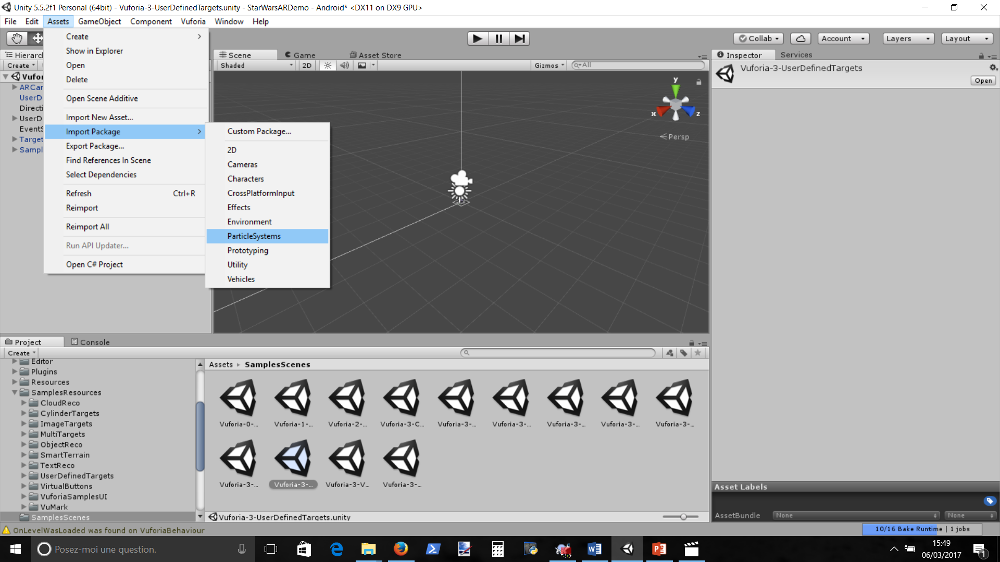 Unity 5.5.2f1 Personal (64bit) - Vuforia-3-UserDefinedTargets.unity - StarWarsARDemo - Android* <DX11 on DX9 GPU>
File Edit Assets GameObject Component Vuforia Window Help
Collab Account Layers Layout
Hierarch
Create
Vufor
ARCar
UserDe
Directi
UserDe
EventS
Target
Sampl
Create
Show in Explorer
Open
Delete
Open Scene Additive
Import New Asset...
Import Package
Export Package...
Find References In Scene
Select Dependencies
Refresh Ctrl+R
Reimport
Reimport All
Run API Updater...
Open C# Project
Custom Package...
2D
Cameras
Characters
CrossPlatformInput
Effects
Environment
ParticleSystems
Prototyping
Utility
Vehicles
Scene Game Asset Store
Shaded 2D Gizmos All
y
x z
Persp
Inspector Services
Vuforia-3-UserDefinedTargets
Open
Project Console
Create
Editor
Plugins
Resources
SamplesResources
CloudReco
CylinderTargets
ImageTargets
MultiTargets
ObjectReco
SmartTerrain
TextReco
UserDefinedTargets
VirtualButtons
VuforiaSamplesUI
VuMark
SamplesScenes
Assets SamplesScenes
Vuforia-0-... Vuforia-1-... Vuforia-2-... Vuforia-3-C... Vuforia-3-... Vuforia-3-... Vuforia-3-... Vuforia-3-... Vuforia-3-...
Vuforia-3-... Vuforia-3-... Vuforia-3-V... Vuforia-3-...
Vuforia-3-UserDefinedTargets.unity
Asset Labels
AssetBundle None None
OnLevelWasLoaded was found on VuforiaBehaviour
10/16 Bake Runtime | 1 jobs
Posez-moi une question.
15:49
06/03/2017
1